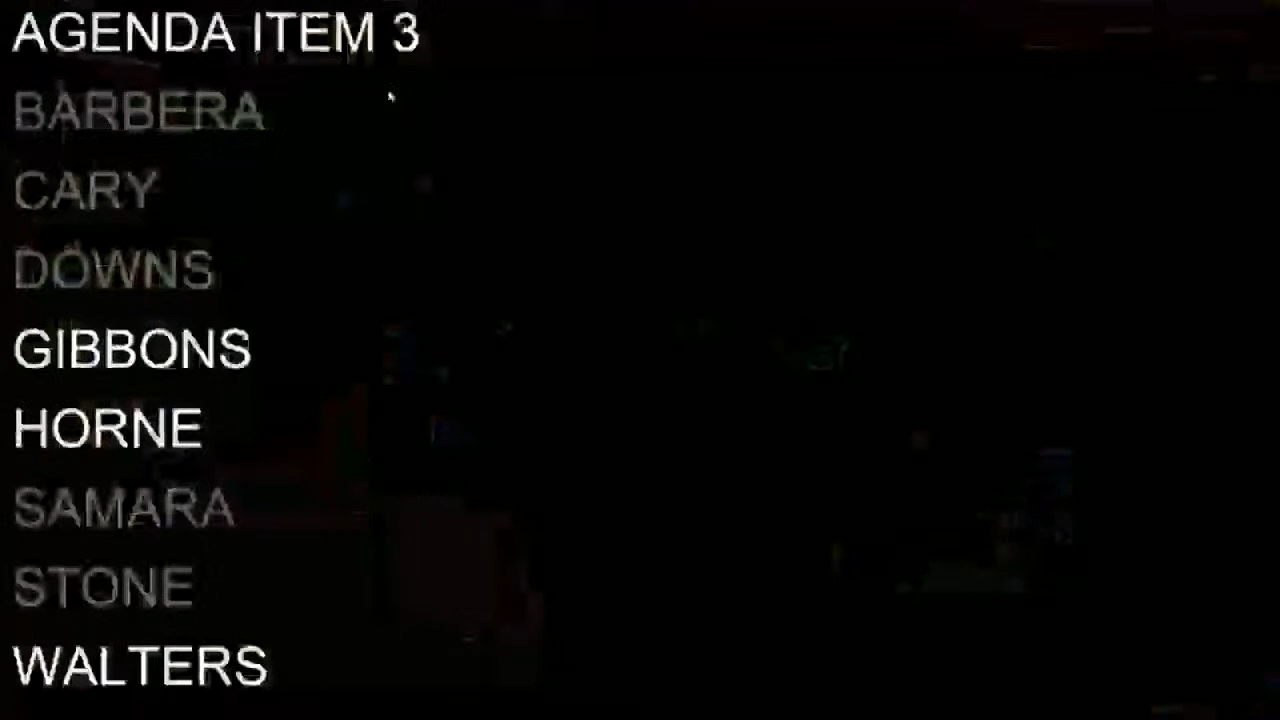 AGENDA ITEM 3
BARBERA
CARY
DOWNS
GIBBONS
HORNE
SAMARA
STONE
WALTERS